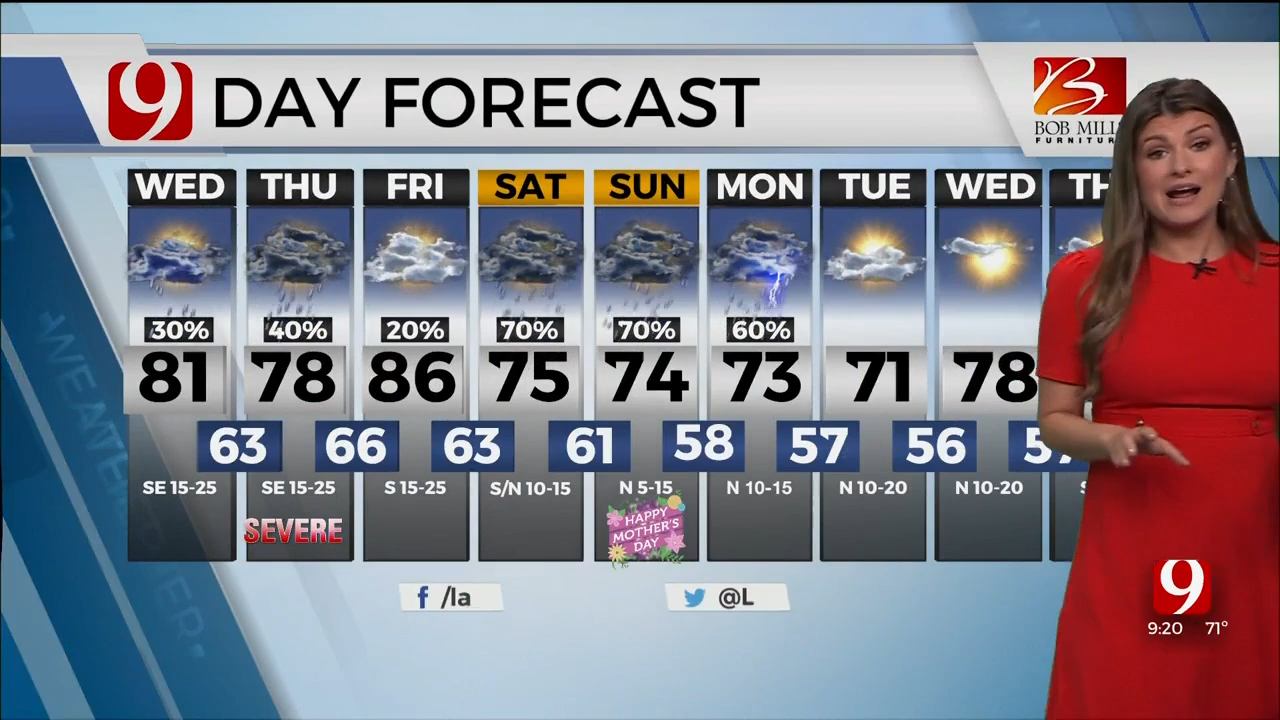 9 DAY FORECAST
BOB MILL
FURNITUR
WED THU FRI SAT SUN MON TUE WED TH
30% 40% 20% 70% 70% 60%
81 78 86 75 74 73 71 78
63 66 63 61 58 57 56 57
SE 15-25 SE 15-25 S 15-25 S/N 10-15 N 5-15 N 10-15 N 10-20 N 10-20 S
SEVERE
HAPPY
MOTHER'S
DAY
f /la
@L
9
9:20 71°